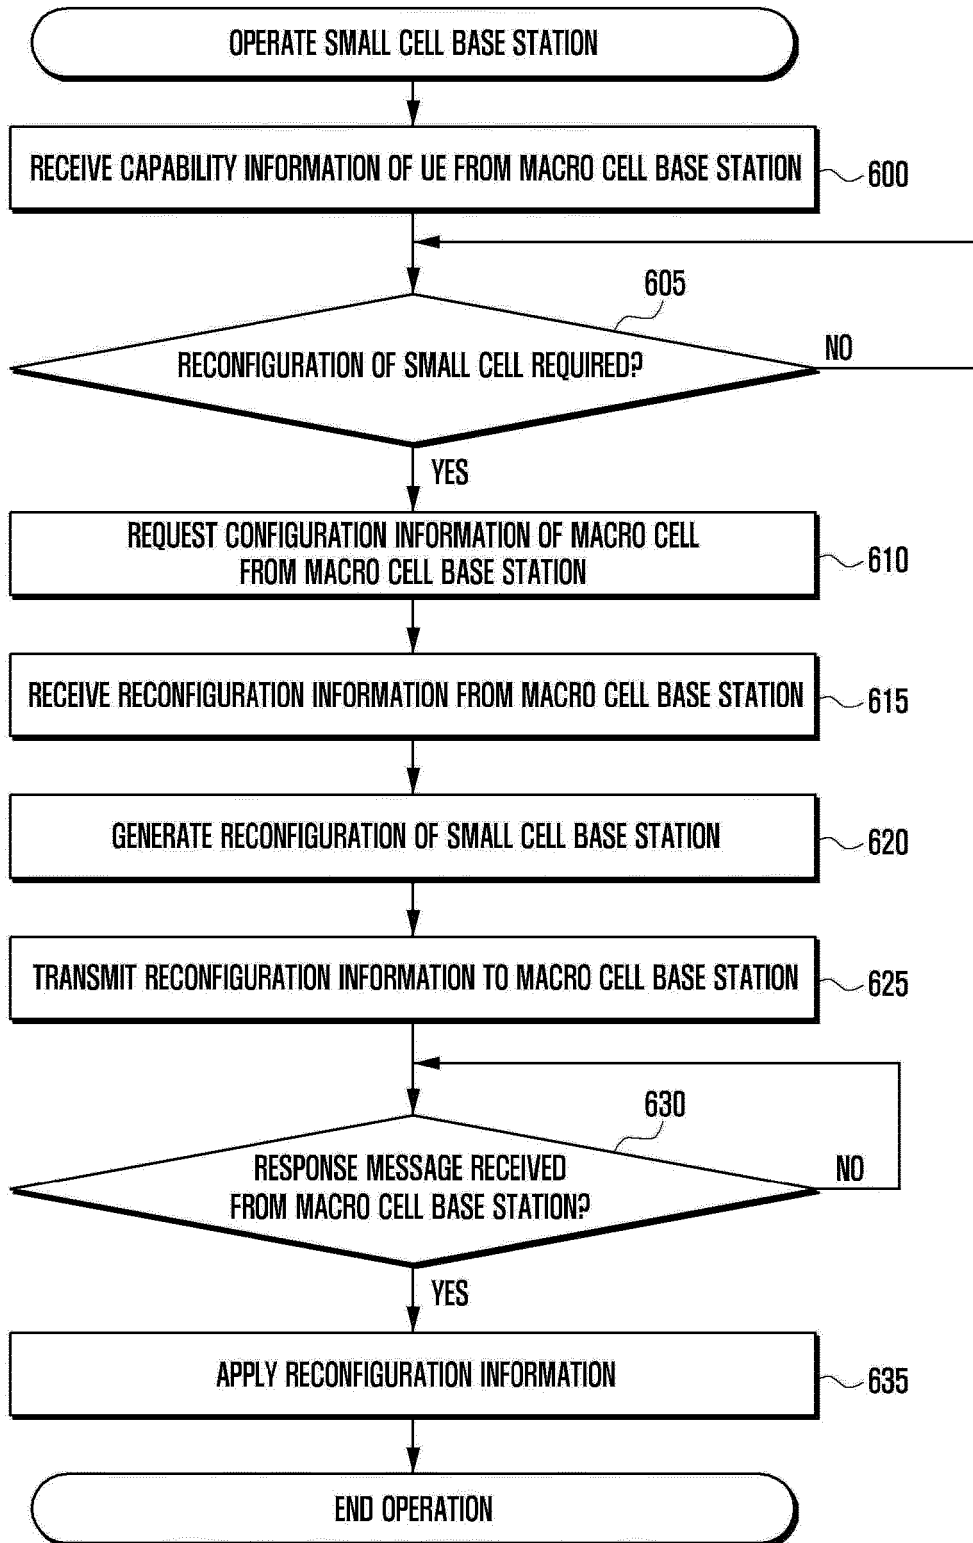 OPERATE SMALL CELL BASE STATION
RECEIVE CAPABILITY INFORMATION OF UE FROM MACRO CELL BASE STATION
600
605
RECONFIGURATION OF SMALL CELL REQUIRED?
NO
YES
REQUEST CONFIGURATION INFORMATION OF MACRO CELL
FROM MACRO CELL BASE STATION
610
RECEIVE RECONFIGURATION INFORMATION FROM MACRO CELL BASE STATION
615
GENERATE RECONFIGURATION OF SMALL CELL BASE STATION
620
TRANSMIT RECONFIGURATION INFORMATION TO MACRO CELL BASE STATION
625
630
RESPONSE MESSAGE RECEIVED
FROM MACRO CELL BASE STATION?
NO
YES
APPLY RECONFIGURATION INFORMATION
635
END OPERATION